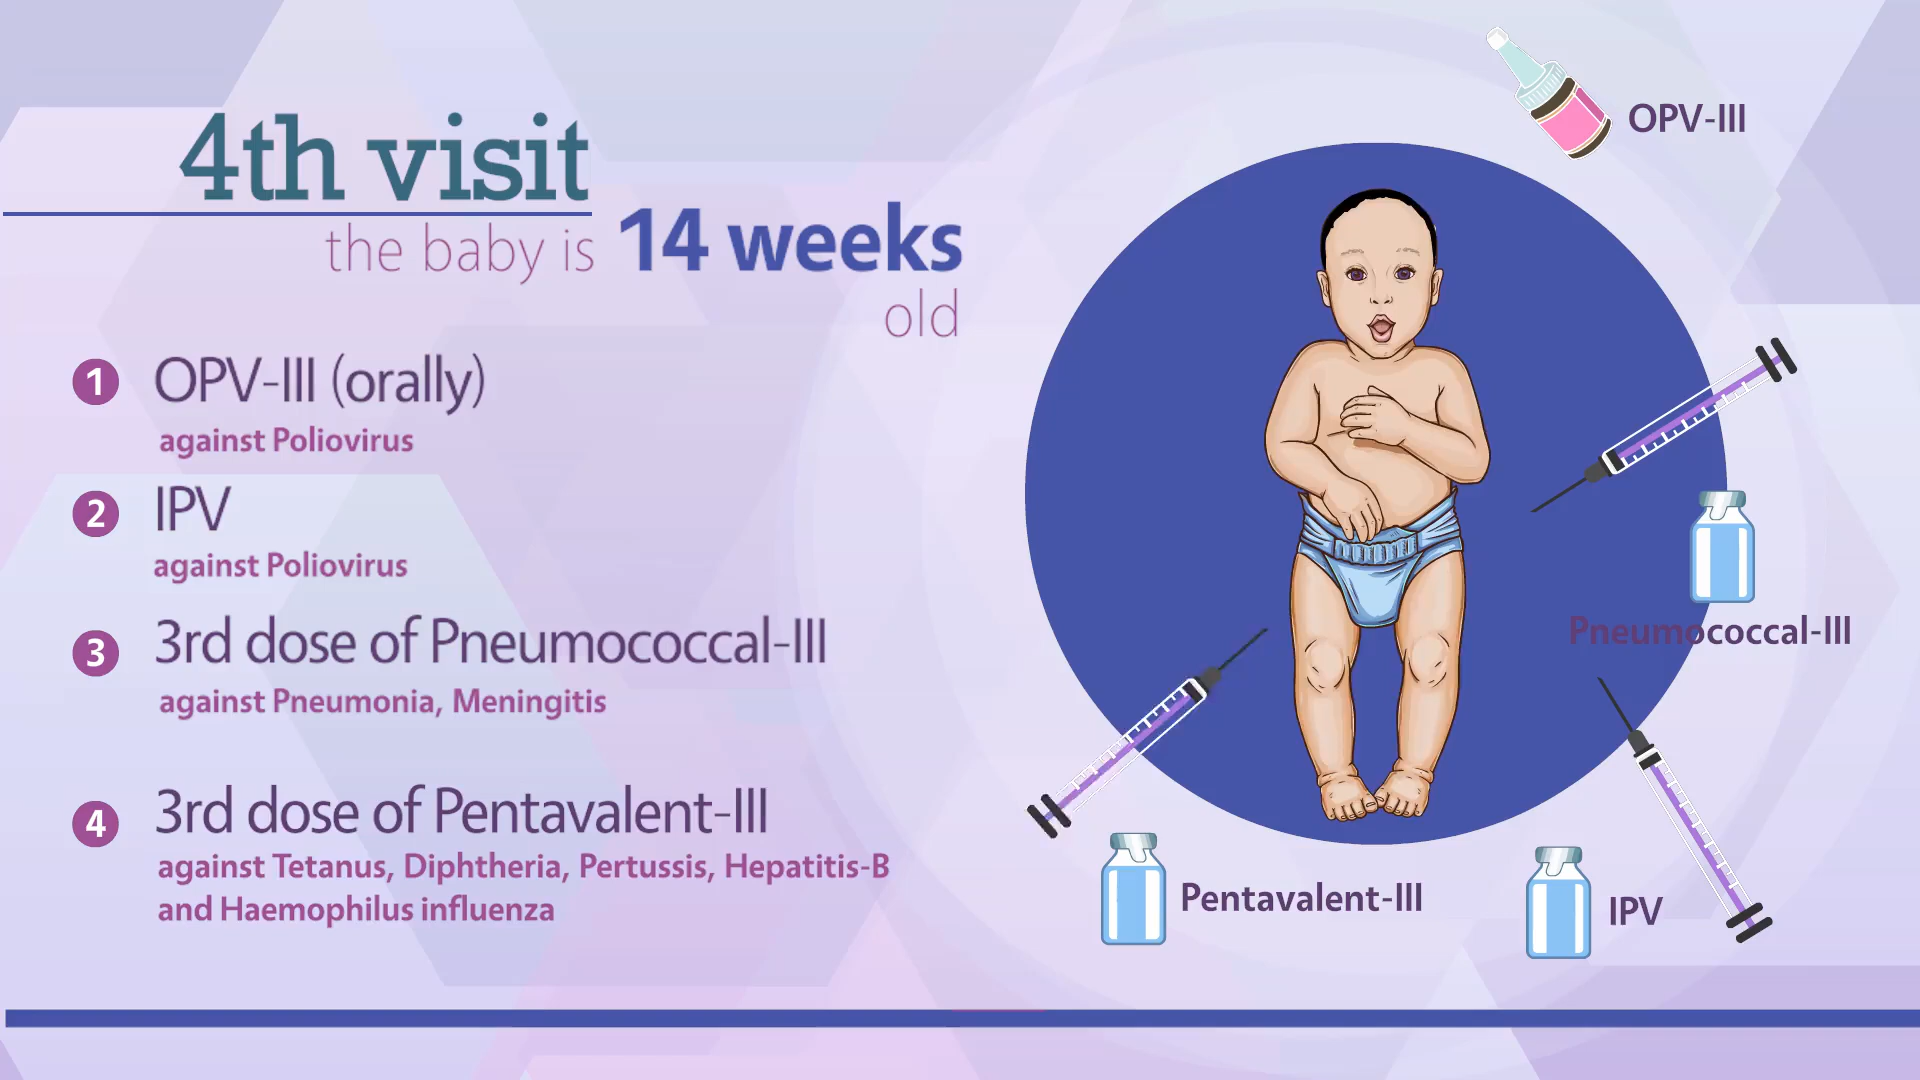 4th visit
the baby is 14 weeks
old
1 OPV-III (orally)
against Poliovirus
2 IPV
against Poliovirus
3 3rd dose of Pneumococcal-III
against Pneumonia, Meningitis
4 3rd dose of Pentavalent-III
against Tetanus, Diphtheria, Pertussis, Hepatitis-B
and Haemophilus influenza
OPV-III
Pneumococcal-III
Pentavalent-III
IPV